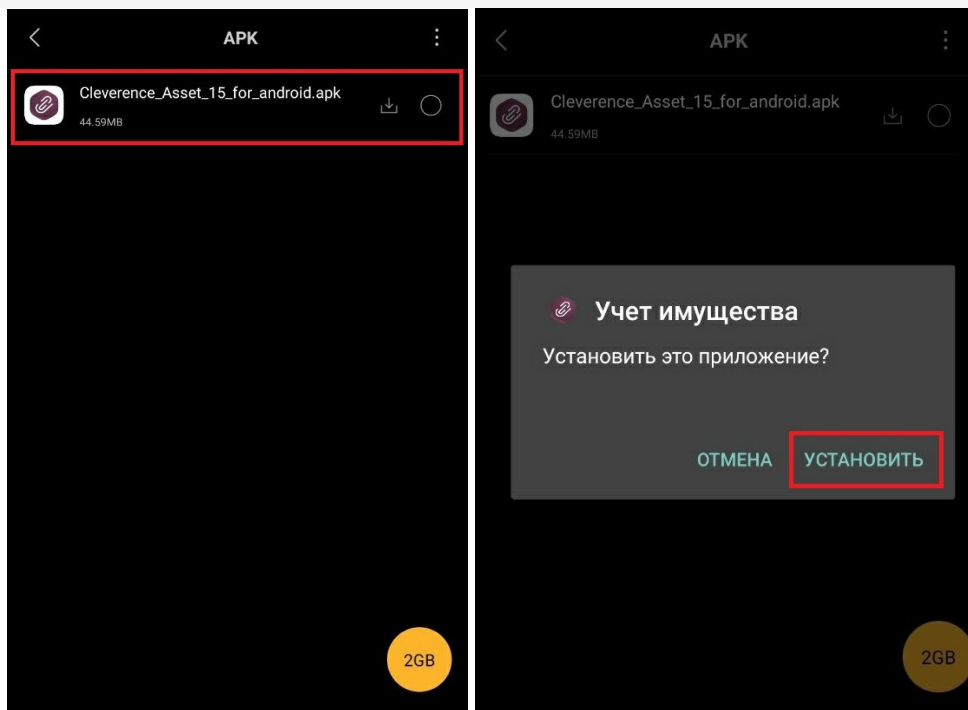 APK
Cleverence_Asset_15_for_android.apk
44.59MB
2GB
APK
Cleverence_Asset_15_for_android.apk
44.59MB
Учет имущества
Установить это приложение?
ОТМЕНА УСТАНОВИТЬ
2GB